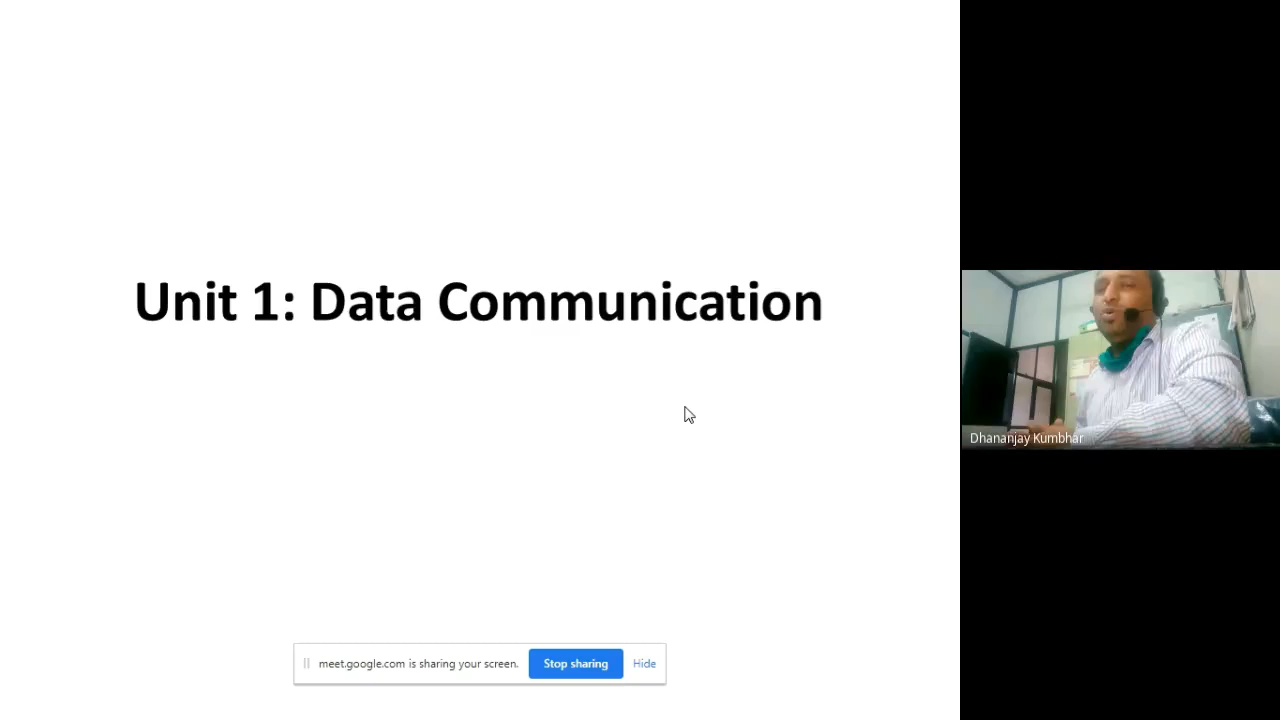 Unit 1: Data Communication
Dhananjay Kumbhar
meet.google.com is sharing your screen. Stop sharing Hide